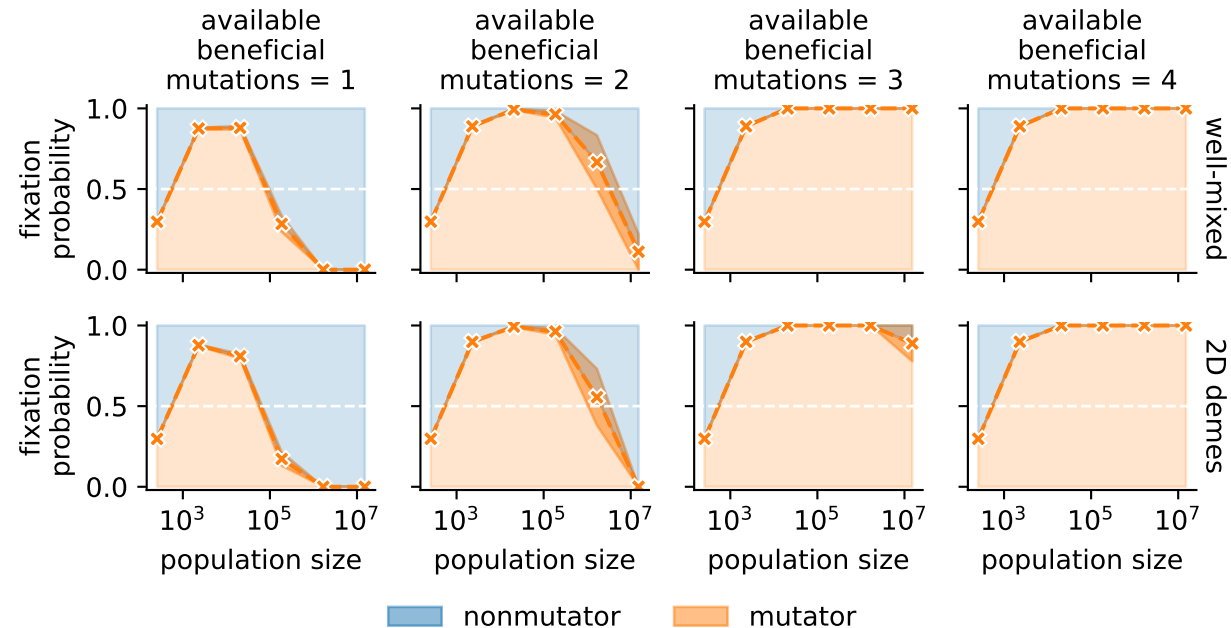 available
beneficial
mutations = 1
available
beneficial
mutations = 2
available
beneficial
mutations = 3
available
beneficial
mutations = 4
fixation
probability
1.0
0.5
0.0
well-mixed
fixation
probability
1.0
0.5
0.0
2D demes
10³ 10⁵ 10⁷
10³ 10⁵ 10⁷
10³ 10⁵ 10⁷
10³ 10⁵ 10⁷
population size
population size
population size
population size
nonmutator
mutator